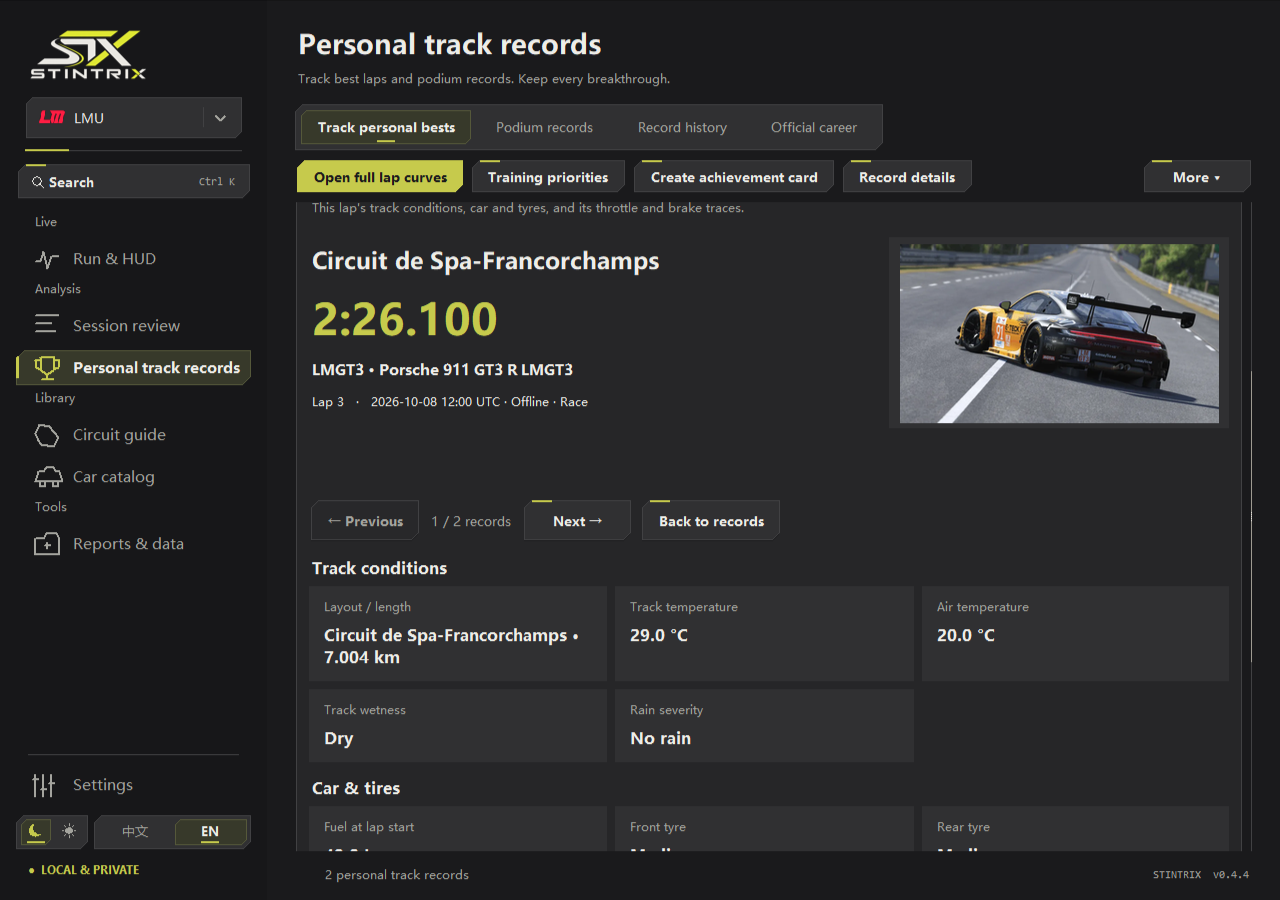 STX
STINTRIX
LM LMU
Search Ctrl K
Live
Run & HUD
Analysis
Session review
Personal track records
Library
Circuit guide
Car catalog
Tools
Reports & data
Settings
中文 EN
LOCAL & PRIVATE
Personal track records
Track best laps and podium records. Keep every breakthrough.
Track personal bests Podium records Record history Official career
Open full lap curves Training priorities Create achievement card Record details More ▾
This lap's track conditions, car and tyres, and its throttle and brake traces.
Circuit de Spa-Francorchamps
2:26.100
LMGT3 • Porsche 911 GT3 R LMGT3
Lap 3 · 2026-10-08 12:00 UTC · Offline · Race
← Previous 1 / 2 records Next → Back to records
Track conditions
Layout / length Track temperature Air temperature
Circuit de Spa-Francorchamps • 29.0 °C 20.0 °C
7.004 km
Track wetness Rain severity
Dry No rain
Car & tires
Fuel at lap start Front tyre Rear tyre
2 personal track records
STINTRIX v0.4.4